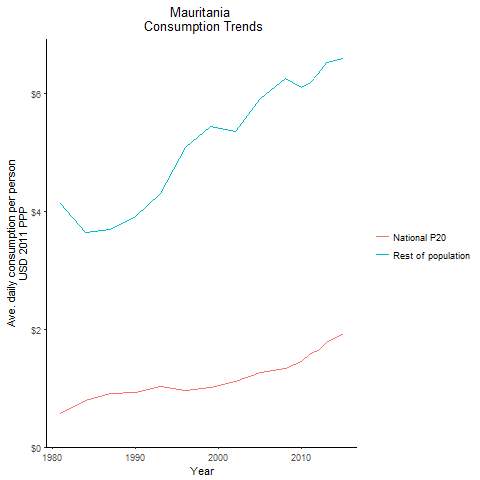 Mauritania
Consumption Trends
Ave. daily consumption per person
USD 2011 PPP
$6
$4
$2
$0
1980 1990 2000 2010
Year
National P20
Rest of population